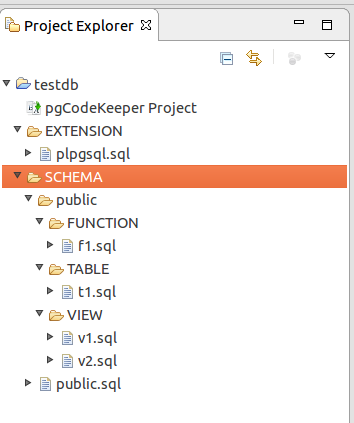 Project Explorer
testdb
pgCodeKeeper Project
EXTENSION
plpgsql.sql
SCHEMA
public
FUNCTION
f1.sql
TABLE
t1.sql
VIEW
v1.sql
v2.sql
public.sql